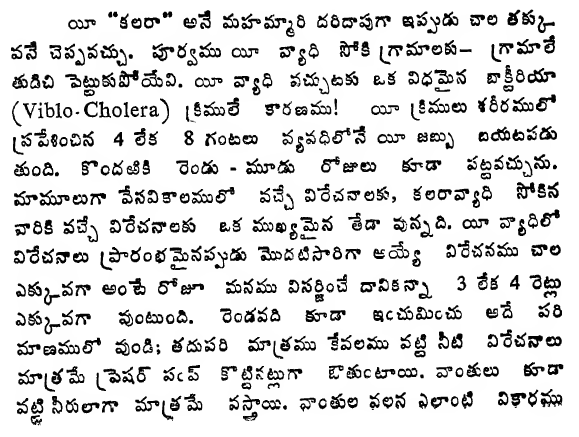 యీ "కలరా" అనే మహమ్మారి దరిదాపుగా ఇప్పుడు చాల తక్కు
వనే చెప్పవచ్చు. పూర్వము యీ వ్యాధి సోకి గ్రామాలకు– గ్రామాలే
తుడిచి పెట్టుకుపోయేవి. యీ వ్యాధి వచ్చుటకు ఒక విధమైన బాక్టీరియా
(Viblo-Cholera) క్రిములే కారణము! యీ క్రిములు శరీరములో
ప్రవేశించిన 4 లేక 8 గంటలు వ్యవధిలోనే యీ జబ్బు బయటపడు
తుంది. కొందఱికి రెండు - మూడు రోజులు కూడా పట్టవచ్చును.
మామూలుగా వేసవికాలములో వచ్చే విరేచనాలకు, కలరావ్యాధి సోకిన
వారికి వచ్చే విరేచనాలకు ఒక ముఖ్యమైన తేడా వున్నది. యీ వ్యాధిలో
విరేచనాలు ప్రారంభమైనప్పుడు మొదటిసారిగా అయ్యే విరేచనము చాల
ఎక్కువగా అంటే రోజూ మనము విసర్జించే దానికన్నా 3 లేక 4 రెట్లు
ఎక్కువగా వుంటుంది. రెండవది కూడా ఇంచుమించు అదే పరి
మాణములో వుండి; తదుపరి మాత్రము కేవలము వట్టి నీటి విరేచనాలు
మాత్రమే ప్రెషర్ పంప్ కొట్టినట్లుగా ఔతుంటాయి. వాంతులు కూడా
వట్టి నీరులాగా మాత్రమే వస్తాయి. వాంతుల వలన ఎలాంటి వికారము